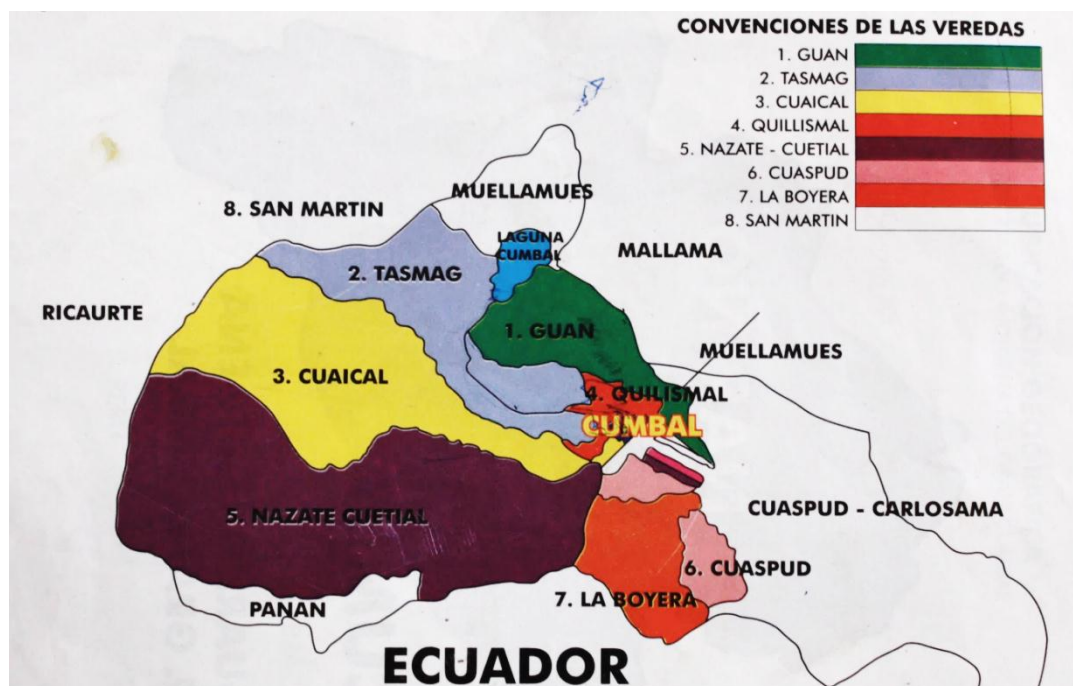 CONVENCIONES DE LAS VEREDAS
1. GUAN
2. TASMAG
3. CUAICAL
4. QUILLISMAL
5. NAZATE - CUETIAL
6. CUASPUD
7. LA BOYERA
8. SAN MARTIN
MUELLAMUES
8. SAN MARTIN
LAGUNA
CUMBAL
MALLAMA
2. TASMAG
RICAURTE
1. GUAN
MUELLAMUES
3. CUAICAL
4. QUILISMAL
CUMBAL
CUASPUD - CARLOSAMA
5. NAZATE CUETIAL
6. CUASPUD
7. LA BOYERA
PANAN
ECUADOR